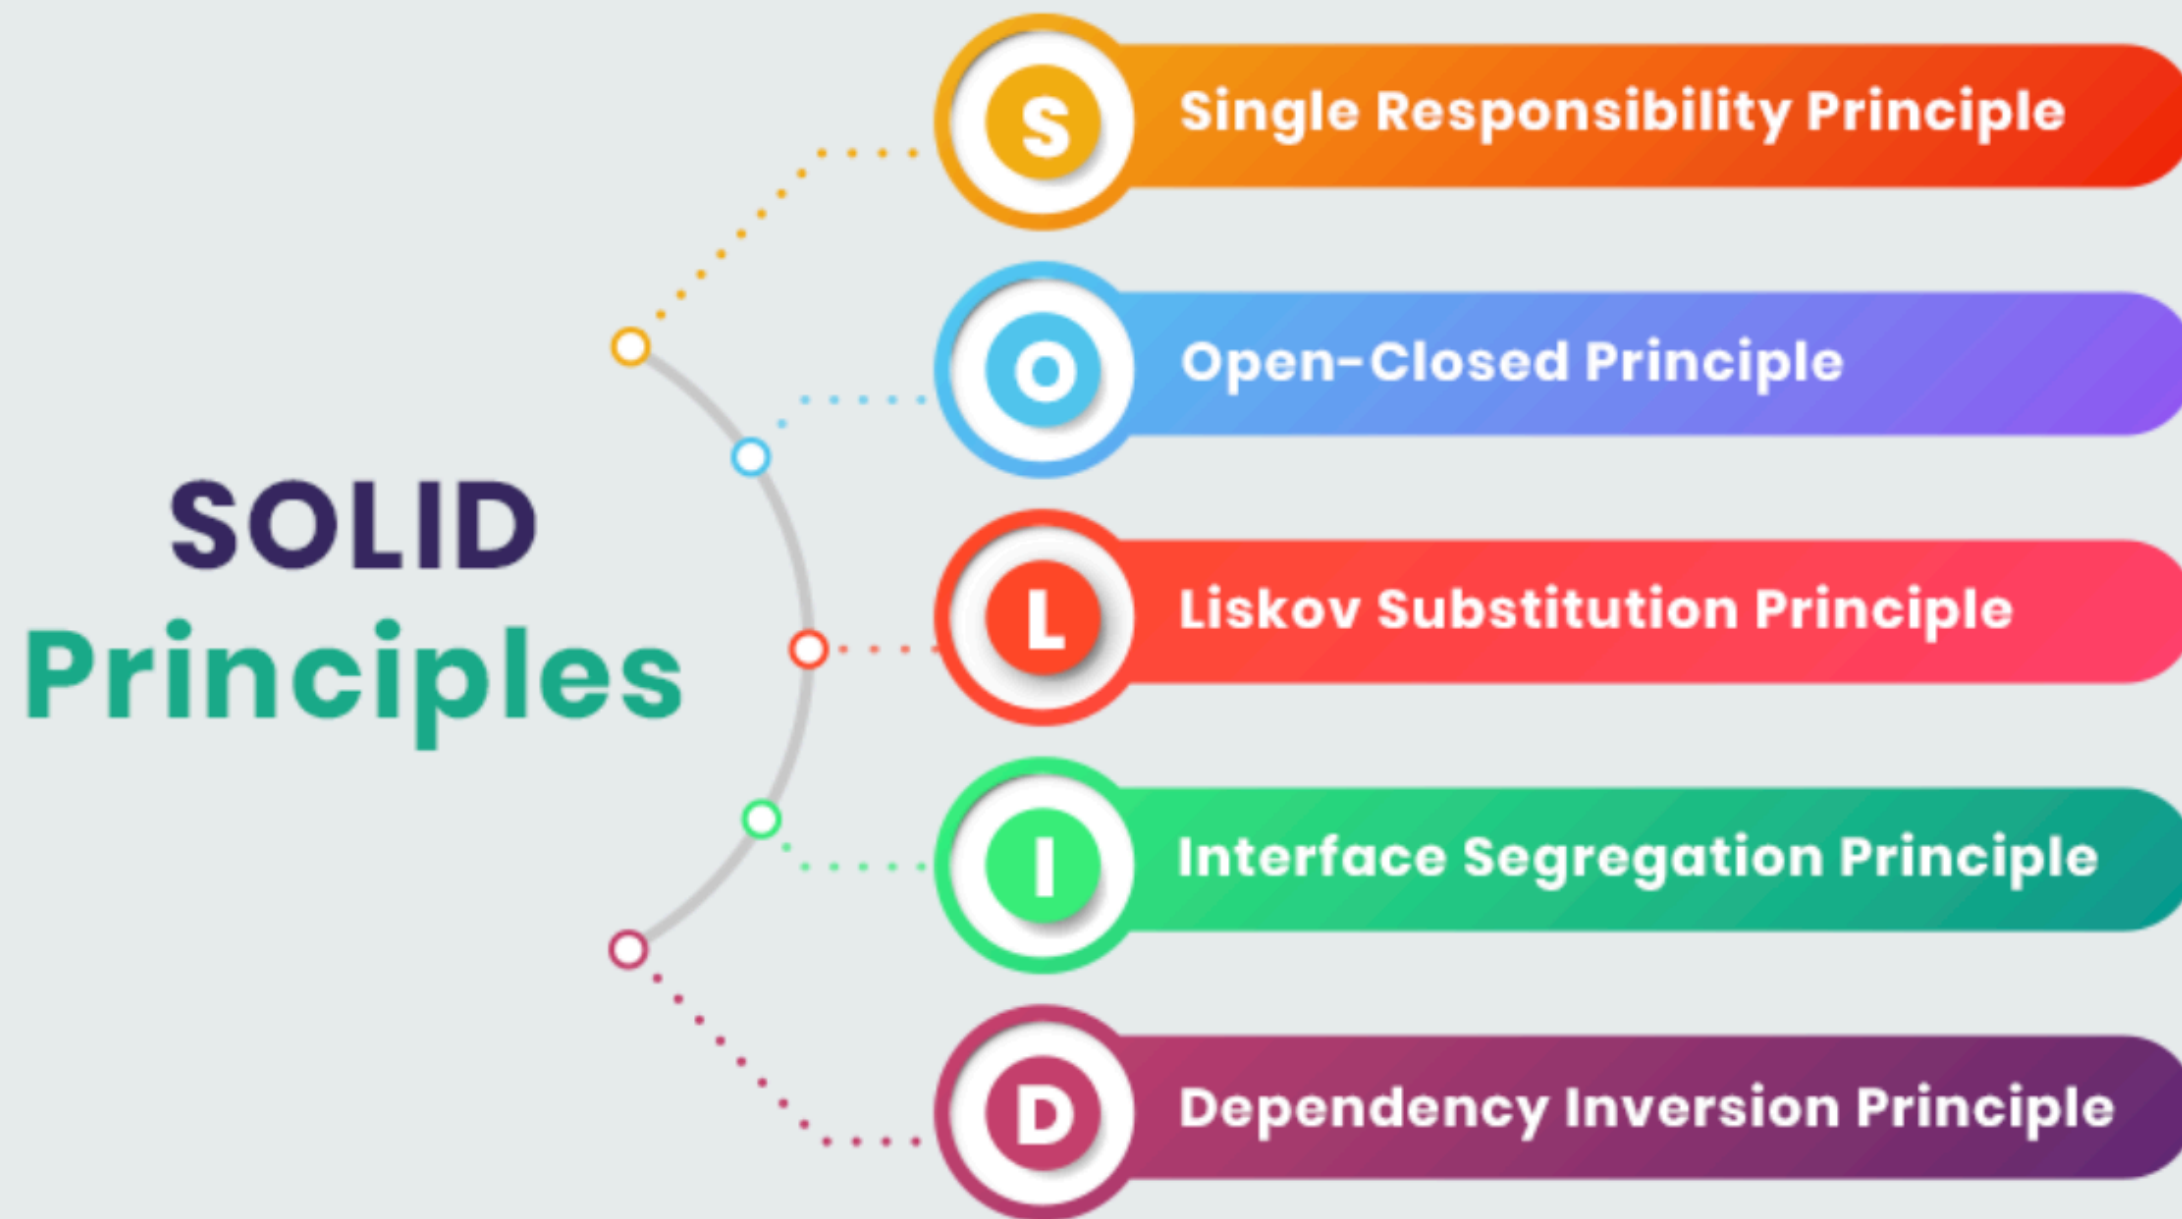 SOLID
Principles
S
Single Responsibility Principle
O
Open-Closed Principle
L
Liskov Substitution Principle
I
Interface Segregation Principle
D
Dependency Inversion Principle